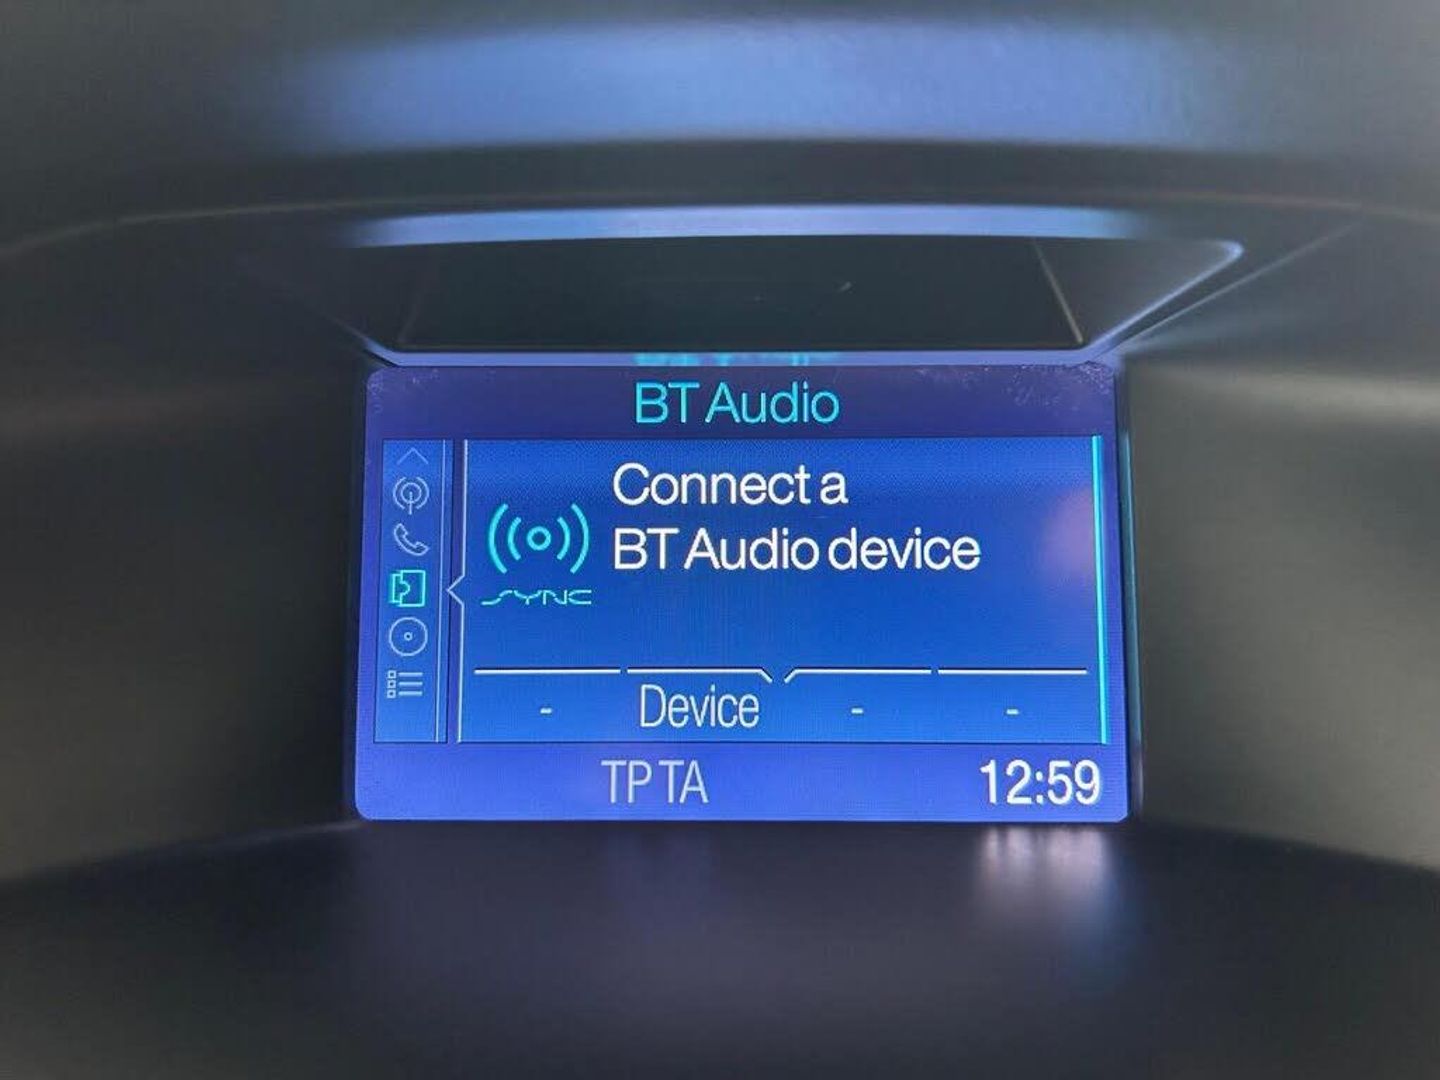 BT Audio
Connect a
BT Audio device
SYNC
- Device - -
TP TA 12:59